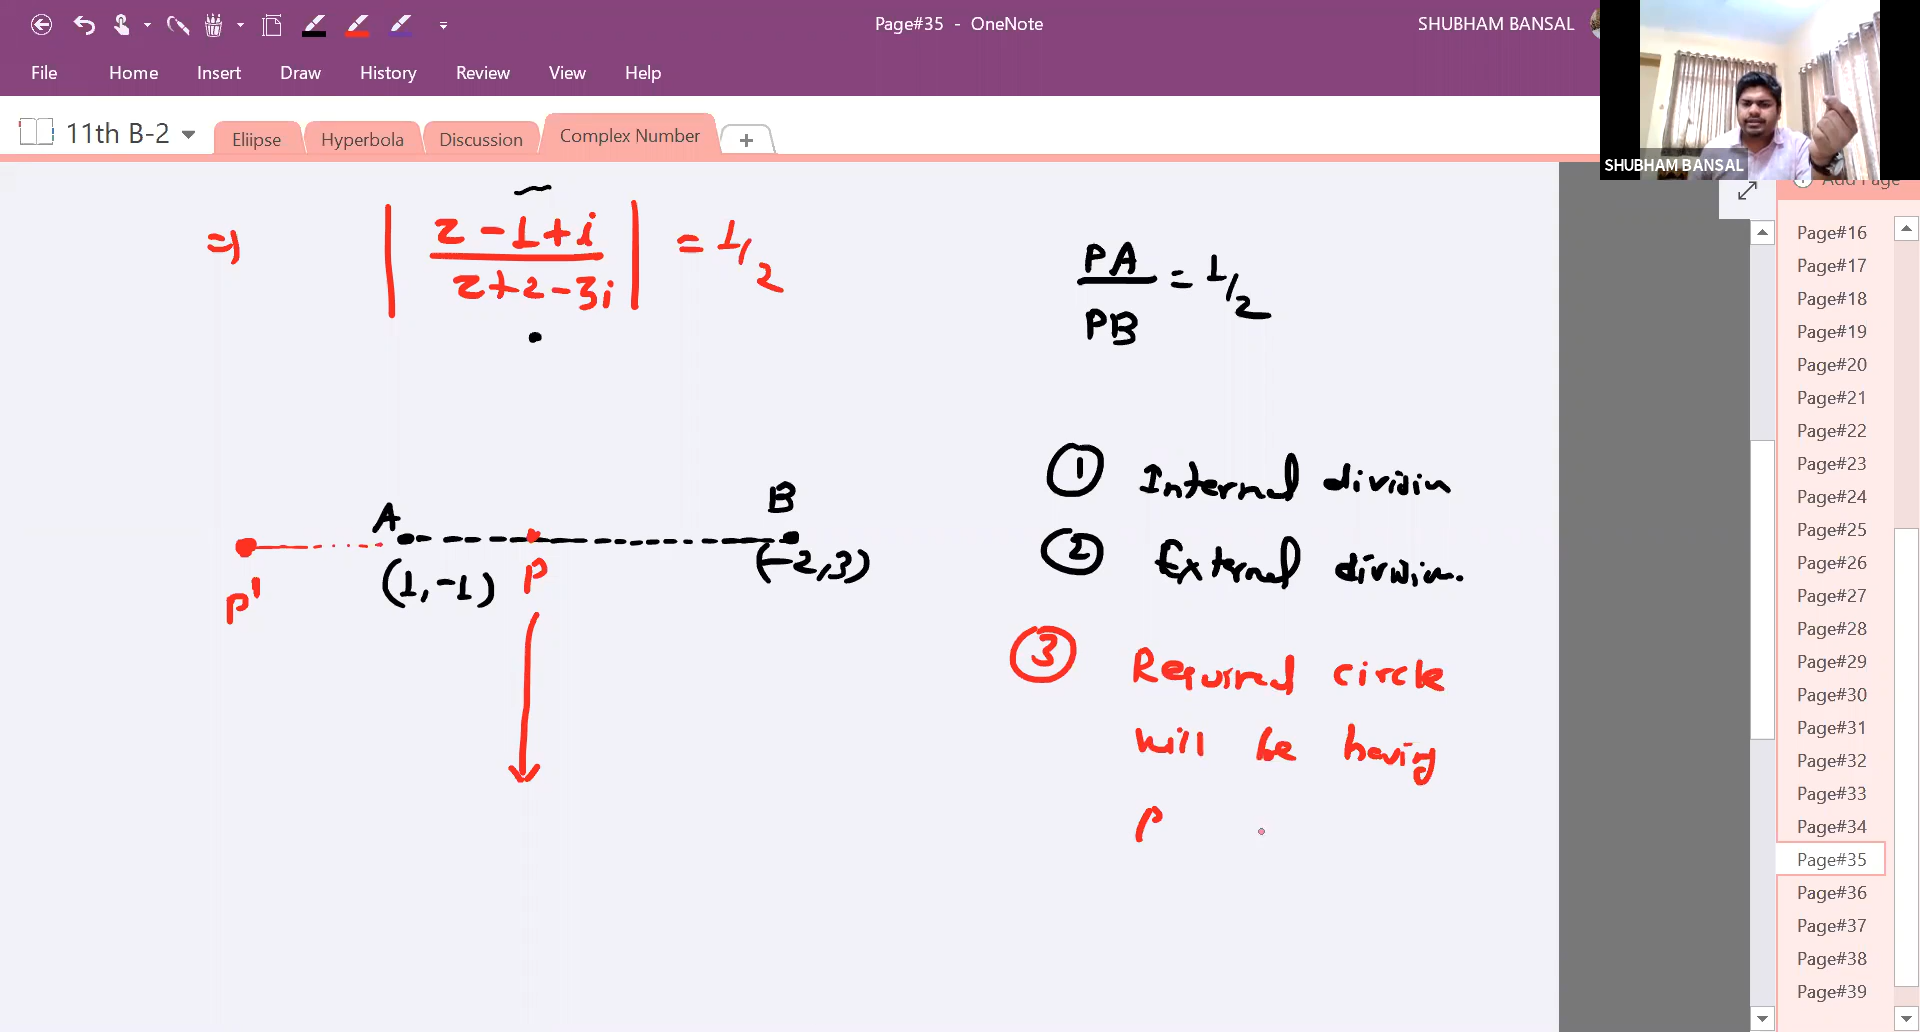 Page#35 - OneNote
SHUBHAM BANSAL
File Home Insert Draw History Review View Help
11th B-2
Eliipse
Hyperbola
Discussion
Complex Number
+
SHUBHAM BANSAL
Add Page
Page#16
Page#17
Page#18
Page#19
Page#20
Page#21
Page#22
Page#23
Page#24
Page#25
Page#26
Page#27
Page#28
Page#29
Page#30
Page#31
Page#32
Page#33
Page#34
Page#35
Page#36
Page#37
Page#38
Page#39
=> | (z-1+i)/(z+2-3i) | = 1/2
PA/PB = 1/2
A
B
(1,-1)
P
(-2,3)
P'
① Internal divisin
② External division.
③ Required circle
will be having
P